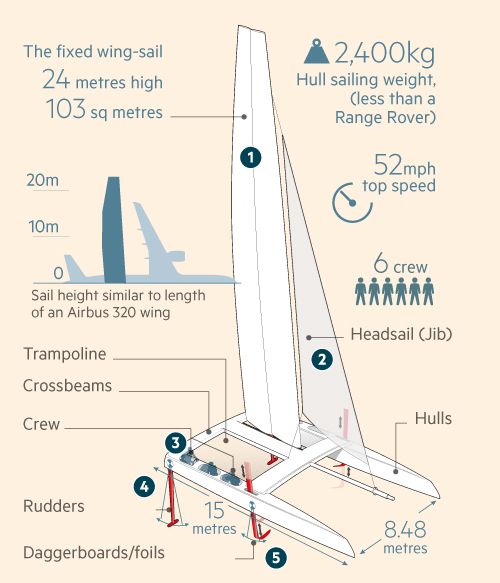 The fixed wing-sail
24 metres high
103 sq metres
2,400kg
Hull sailing weight,
(less than a
Range Rover)
1
52mph
top speed
20m
10m
0
Sail height similar to length
of an Airbus 320 wing
6 crew
Headsail (Jib)
2
Trampoline
Crossbeams
Crew
3
Hulls
4
Rudders
15
metres
8.48
metres
Daggerboards/foils
5